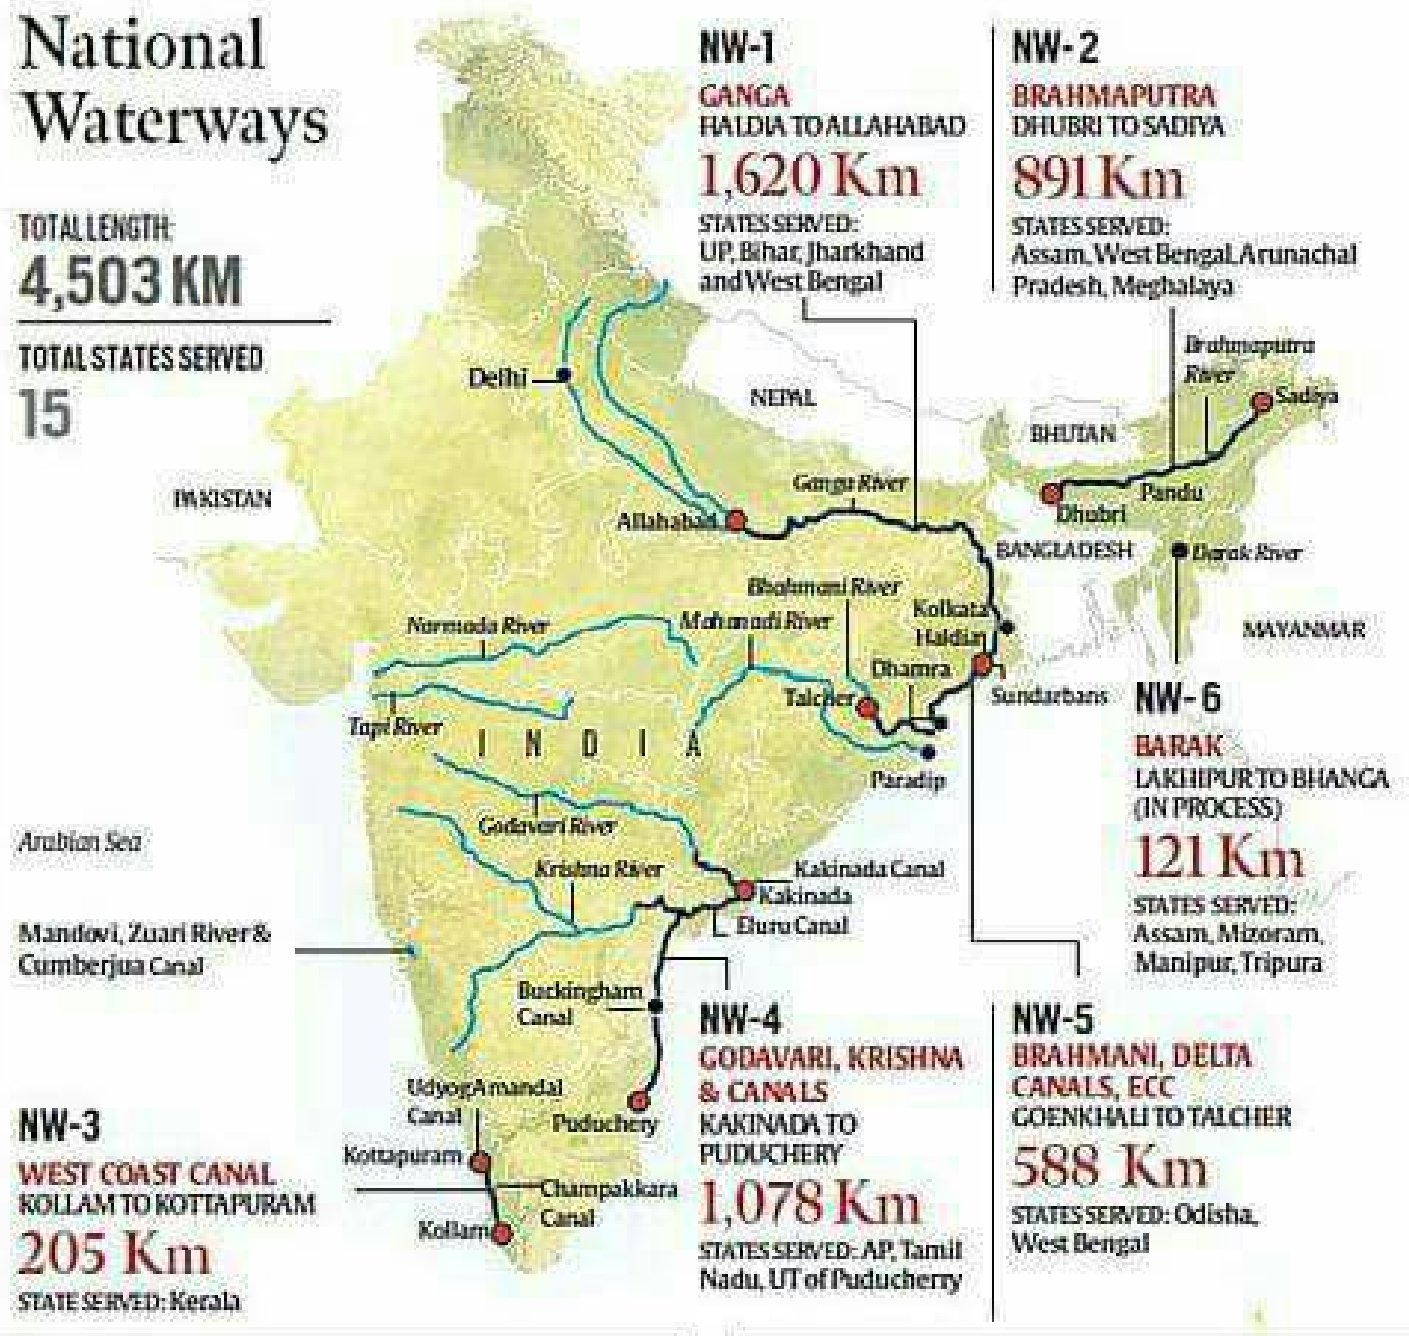 National
Waterways
TOTAL LENGTH:
4,503 KM
TOTAL STATES SERVED
15
NW-1
GANGA
HALDIA TO ALLAHABAD
1,620 Km
STATES SERVED:
UP, Bihar, Jharkhand
and West Bengal
NW-2
BRAHMAPUTRA
DHUBRI TO SADIYA
891 Km
STATES SERVED:
Assam, West Bengal, Arunachal
Pradesh, Meghalaya
Brahmaputra
River
Sadiya
Delhi
NEPAL
BHUTAN
PAKISTAN
Ganga River
Pandu
Dhubri
Allahabad
BANGLADESH
Barak River
Bhahmani River
Kolkata
Narmada River
Mahanadi River
Haldia
MAYANMAR
Dhamra
Talcher
Sundarbans
Tapi River
INDIA
Paradip
NW-6
BARAK
LAKHIPUR TO BHANGA
(IN PROCESS)
121 Km
STATES SERVED:
Assam, Mizoram,
Manipur, Tripura
Godavari River
Arabian Sea
Krishna River
Kakinada Canal
Kakinada
Eluru Canal
Mandovi, Zuari River &
Cumberjua Canal
Buckingham
Canal
NW-4
GODAVARI, KRISHNA
& CANALS
KAKINADA TO
PUDUCHERY
1,078 Km
STATES SERVED: AP, Tamil
Nadu, UT of Puducherry
NW-5
BRAHMANI, DELTA
CANALS, ECC
GOENKHALI TO TALCHER
588 Km
STATES SERVED: Odisha,
West Bengal
UdyogAmandal
Canal
Puduchery
Kottapuram
Champakkara
Canal
Kollam
NW-3
WEST COAST CANAL
KOLLAM TO KOTTAPURAM
205 Km
STATE SERVED: Kerala